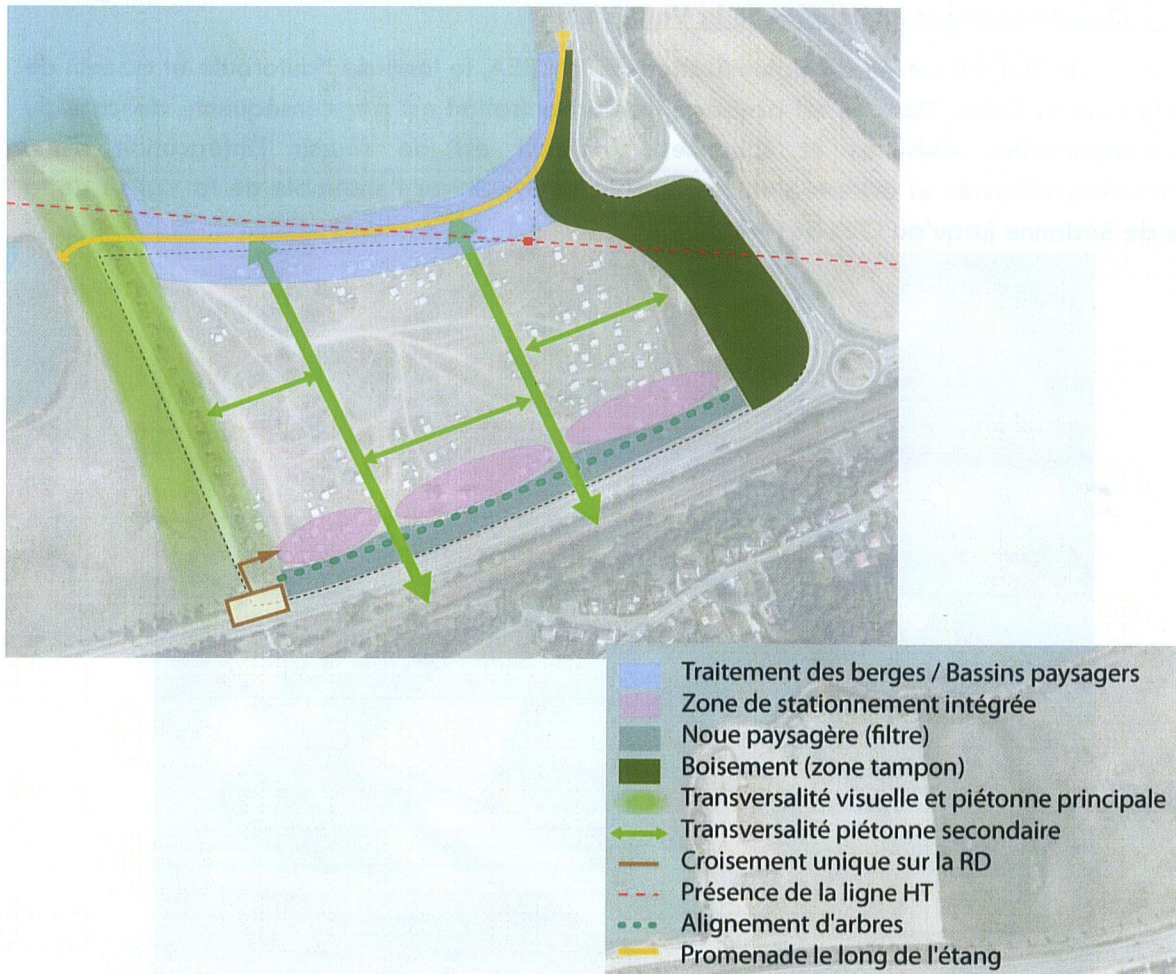 Traitement des berges / Bassins paysagers
Zone de stationnement intégrée
Noue paysagère (filtre)
Boisement (zone tampon)
Transversalité visuelle et piétonne principale
Transversalité piétonne secondaire
Croisement unique sur la RD
Présence de la ligne HT
Alignement d'arbres
Promenade le long de l'étang